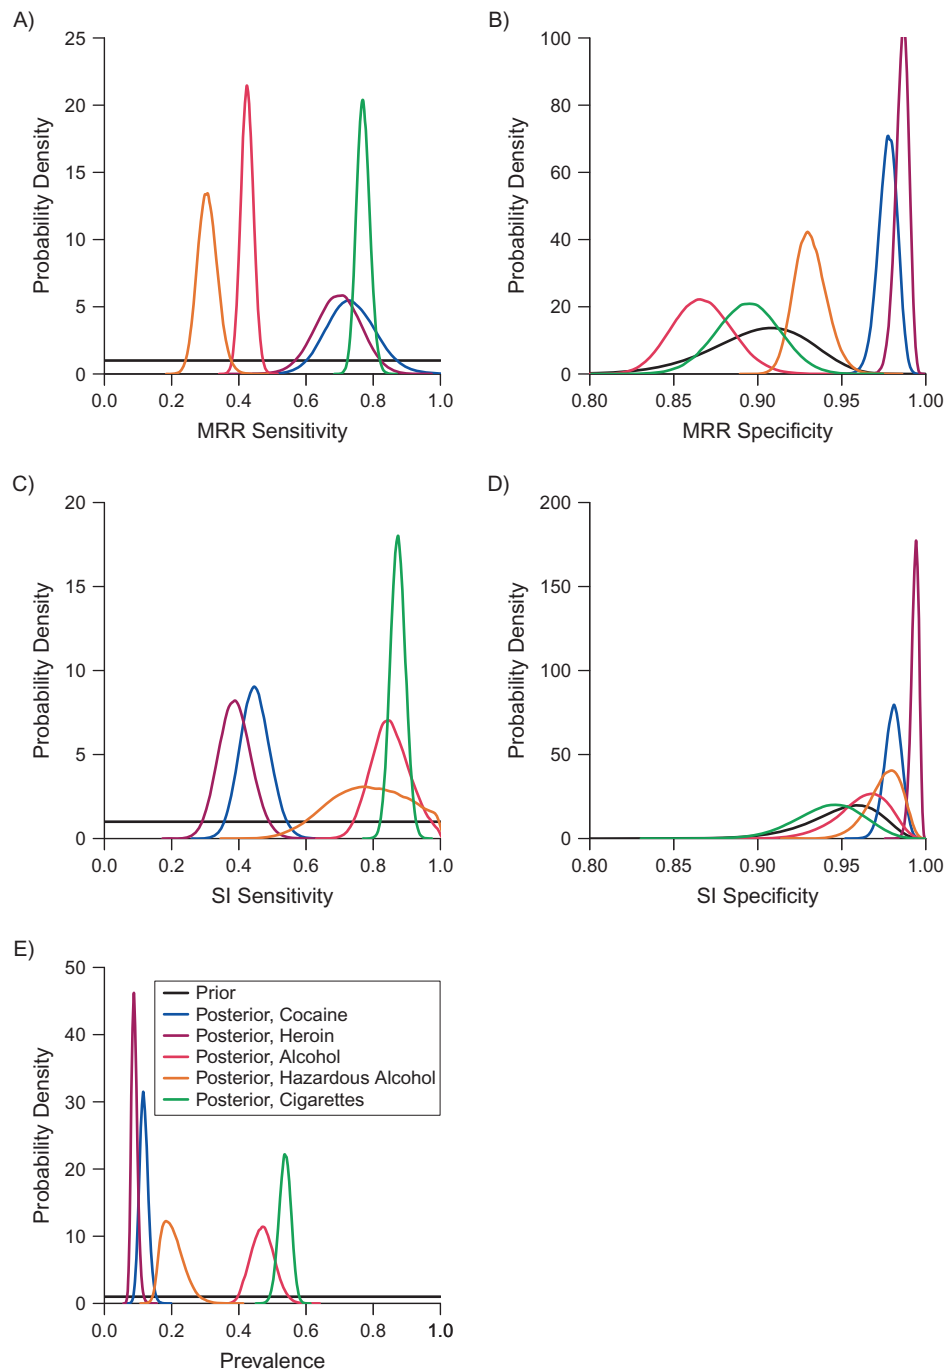 A)
25
20
15
10
5
0
Probability Density
0.0 0.2 0.4 0.6 0.8 1.0
MRR Sensitivity
B)
100
80
60
40
20
0
Probability Density
0.80 0.85 0.90 0.95 1.00
MRR Specificity
C)
20
15
10
5
0
Probability Density
0.0 0.2 0.4 0.6 0.8 1.0
SI Sensitivity
D)
200
150
100
50
0
Probability Density
0.80 0.85 0.90 0.95 1.00
SI Specificity
E)
50
40
30
20
10
0
Probability Density
Prior
Posterior, Cocaine
Posterior, Heroin
Posterior, Alcohol
Posterior, Hazardous Alcohol
Posterior, Cigarettes
0.0 0.2 0.4 0.6 0.8 1.0
Prevalence